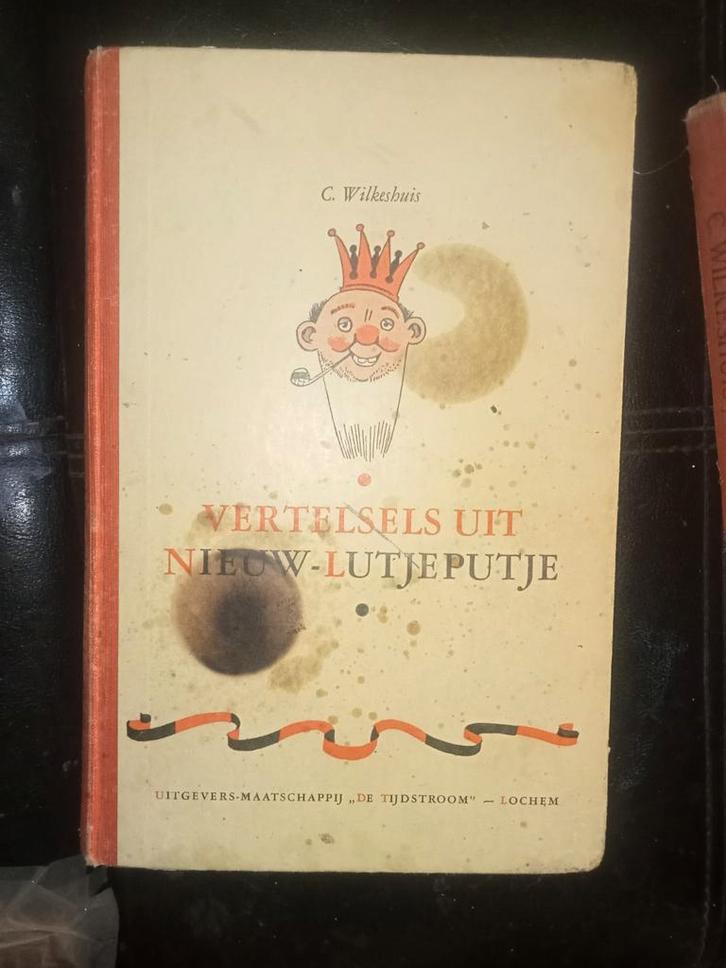 C. Wilkeshuis
VERTELSELS UIT
NIEUW-LUTJEPUTJE
UITGEVERS-MAATSCHAPPIJ „DE TIJDSTROOM” — LOCHEM